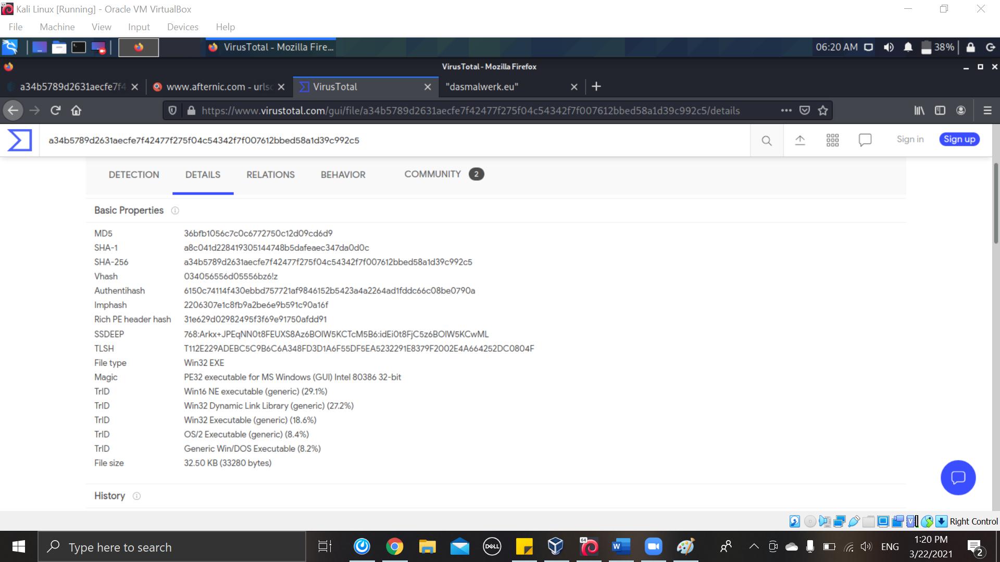 Kali Linux [Running] - Oracle VM VirtualBox
File Machine View Input Devices Help
VirusTotal - Mozilla Fire... 06:20 AM 38%
VirusTotal - Mozilla Firefox
a34b5789d2631aecfe7f4 www.afternic.com - urlsc VirusTotal "dasmalwerk.eu"
https://www.virustotal.com/gui/file/a34b5789d2631aecfe7f42477f275f04c54342f7f007612bbed58a1d39c992c5/details
a34b5789d2631aecfe7f42477f275f04c54342f7f007612bbed58a1d39c992c5 Sign in Sign up
DETECTION DETAILS RELATIONS BEHAVIOR COMMUNITY 2
Basic Properties
MD5 36bfb1056c7c0c6772750c12d09cd6d9
SHA-1 a8c041d228419305144748b5dafeaec347da0d0c
SHA-256 a34b5789d2631aecfe7f42477f275f04c54342f7f007612bbed58a1d39c992c5
Vhash 034056556d05556bz6!z
Authentihash 6150c74114f430ebbd757721af9846152b5423a4a2264ad1fddc66c08be0790a
Imphash 2206307e1c8fb9a2be6e9b591c90a16f
Rich PE header hash 31e629d02982495f3f69e91750afdd91
SSDEEP 768:Arkx+JPEqNN0t8FEUXS8Az6BOlW5KCTcM5B6:idEi0t8FjC5z6BOlW5KCwML
TLSH T112E229ADEBC5C9B6C6A348FD3D1A6F55DF5EA5232291E8379F2002E4A664252DC0804F
File type Win32 EXE
Magic PE32 executable for MS Windows (GUI) Intel 80386 32-bit
TrID Win16 NE executable (generic) (29.1%)
TrID Win32 Dynamic Link Library (generic) (27.2%)
TrID Win32 Executable (generic) (18.6%)
TrID OS/2 Executable (generic) (8.4%)
TrID Generic Win/DOS Executable (8.2%)
File size 32.50 KB (33280 bytes)
History
Right Control
Type here to search DELL 64 W ENG 1:20 PM
3/22/2021 2